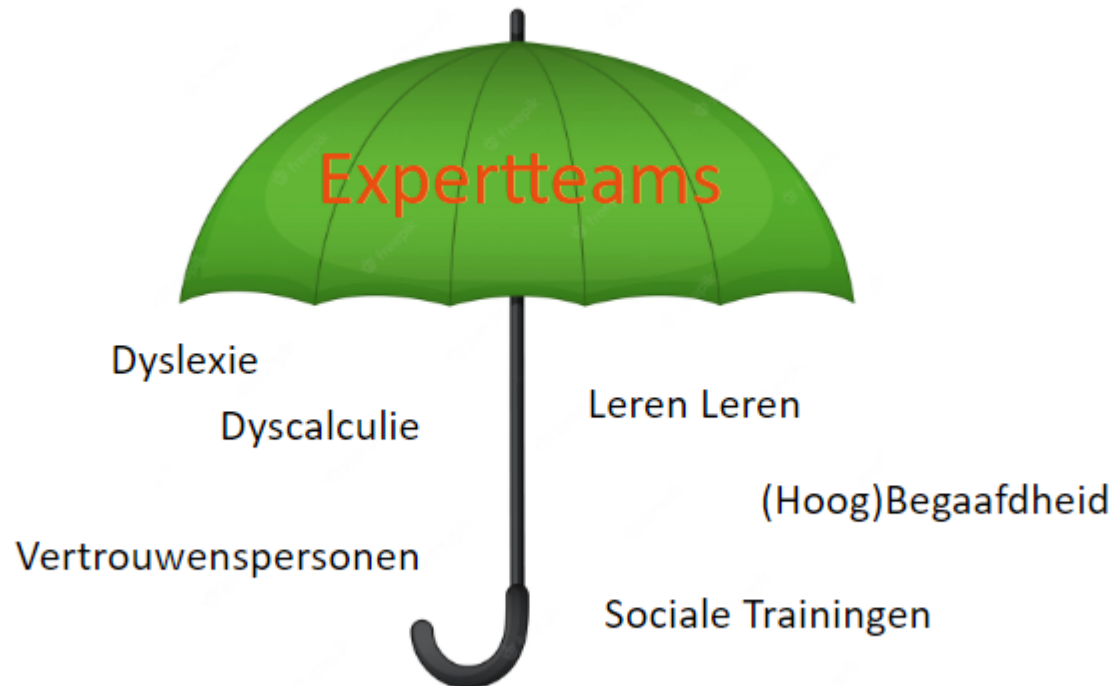 Expertteams
Dyslexie
Leren Leren
Dyscalculie
(Hoog)Begaafdheid
Vertrouwenspersonen
Sociale Trainingen